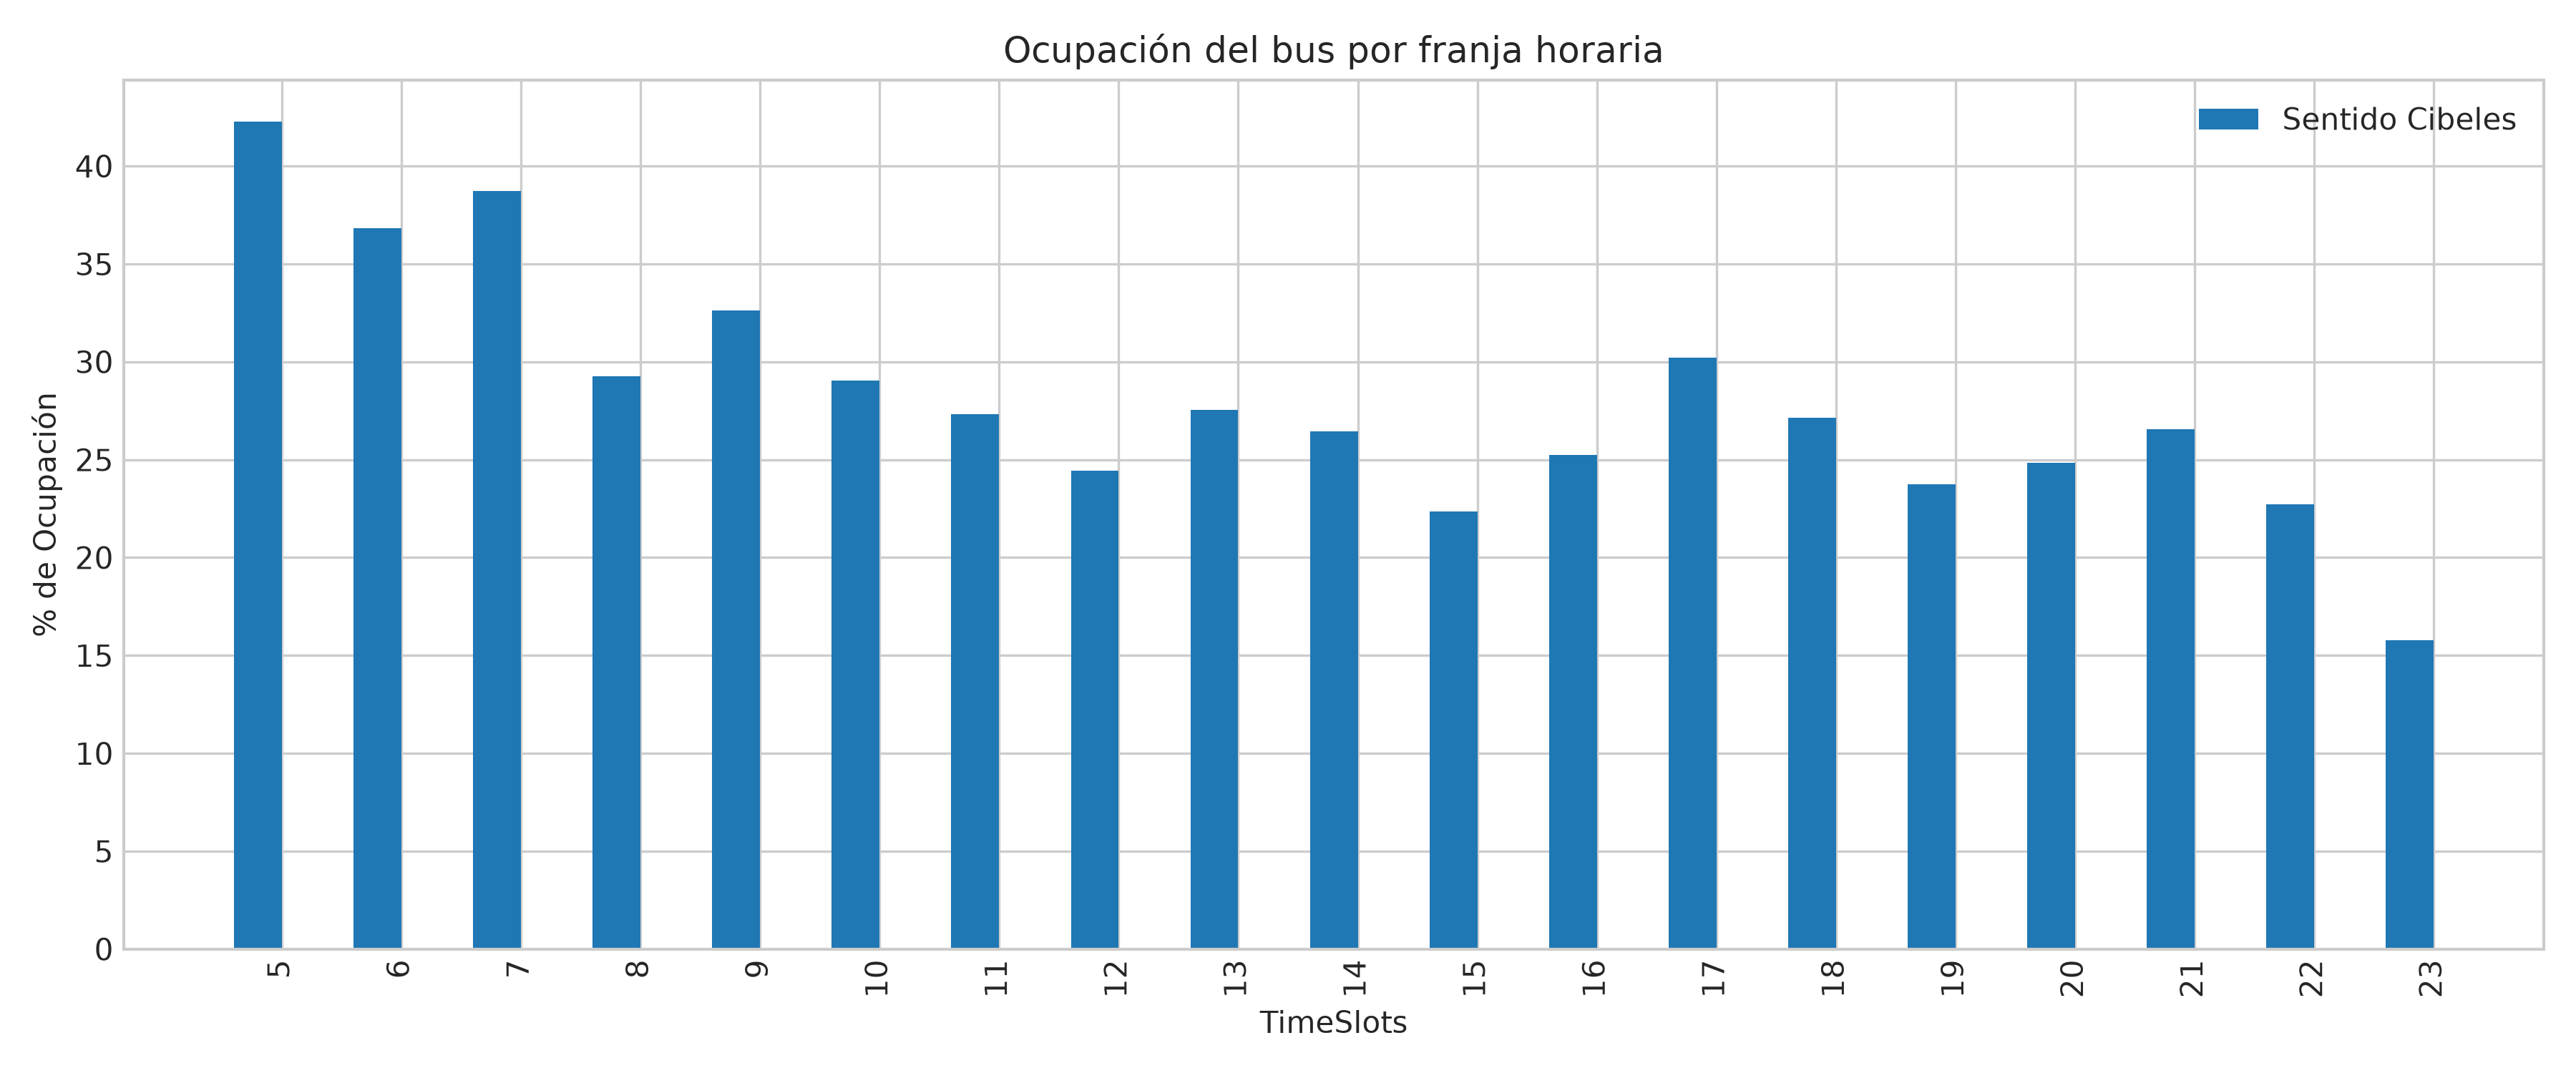 Ocupación del bus por franja horaria
Sentido Cibeles
% de Ocupación
40
35
30
25
20
15
10
5
0
5 6 7 8 9 10 11 12 13 14 15 16 17 18 19 20 21 22 23
TimeSlots